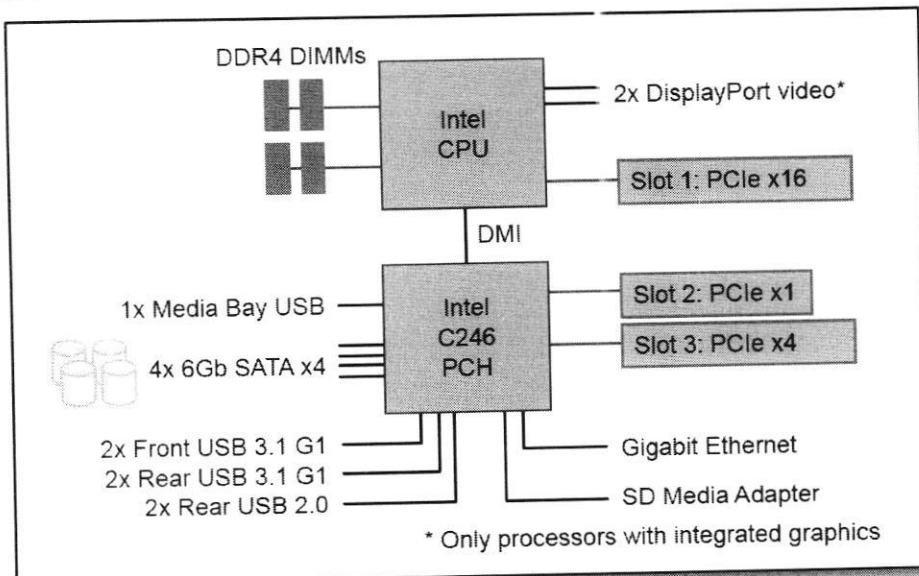 DDR4 DIMMs
Intel
CPU
2x DisplayPort video*
Slot 1: PCIe x16
DMI
1x Media Bay USB
Intel
C246
PCH
Slot 2: PCIe x1
Slot 3: PCIe x4
4x 6Gb SATA x4
2x Front USB 3.1 G1
2x Rear USB 3.1 G1
2x Rear USB 2.0
Gigabit Ethernet
SD Media Adapter
* Only processors with integrated graphics